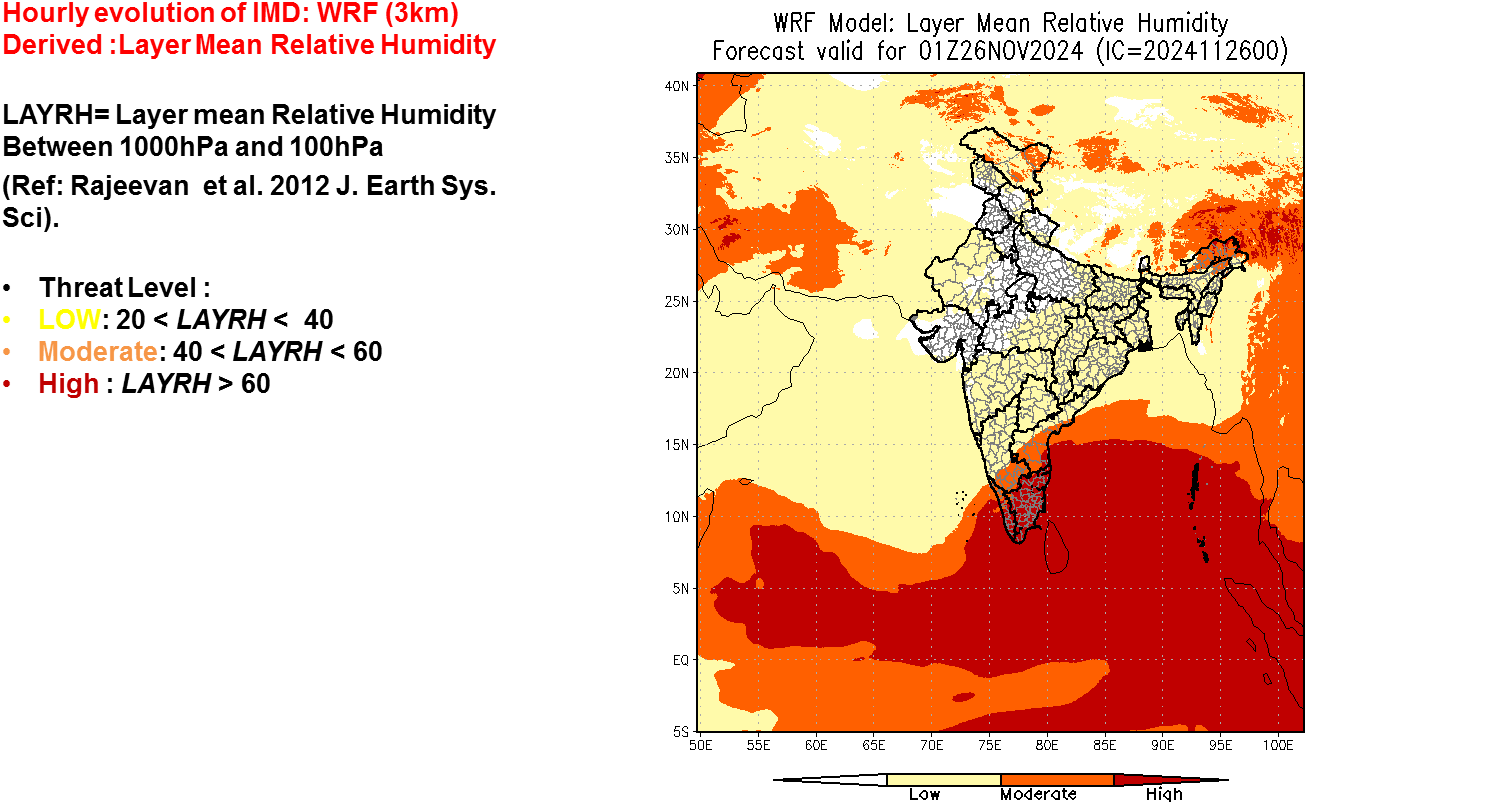 Hourly evolution of IMD: WRF (3km)
Derived :Layer Mean Relative Humidity
LAYRH= Layer mean Relative Humidity
Between 1000hPa and 100hPa
(Ref: Rajeevan et al. 2012 J. Earth Sys.
Sci).
• Threat Level :
• LOW: 20 < LAYRH < 40
• Moderate: 40 < LAYRH < 60
• High : LAYRH > 60
WRF Model: Layer Mean Relative Humidity
Forecast valid for 01Z26NOV2024 (IC=2024112600)
40N
35N
30N
25N
20N
15N
10N
5N
EQ
5S
50E 55E 60E 65E 70E 75E 80E 85E 90E 95E 100E
Low Moderate High